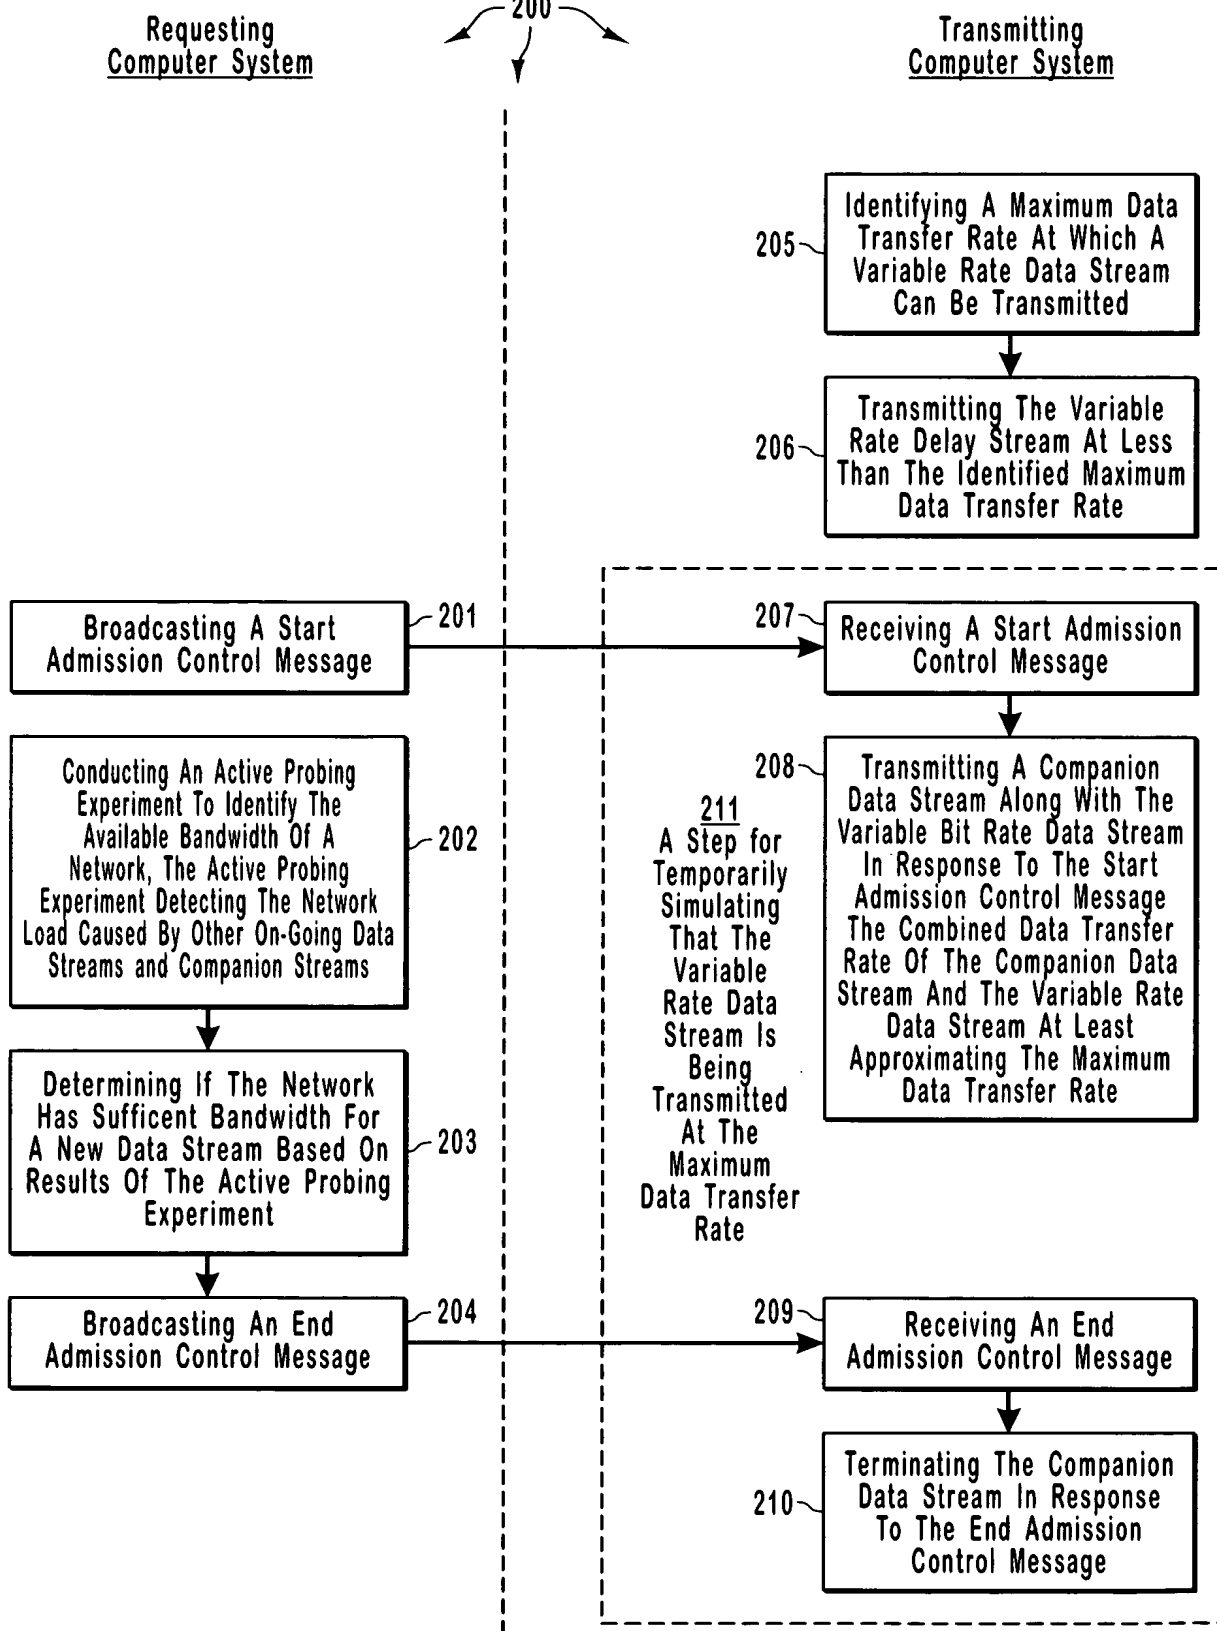 200
Requesting
Computer System
Transmitting
Computer System
205
Identifying A Maximum Data
Transfer Rate At Which A
Variable Rate Data Stream
Can Be Transmitted
206
Transmitting The Variable
Rate Delay Stream At Less
Than The Identified Maximum
Data Transfer Rate
Broadcasting A Start
Admission Control Message
201
207
Receiving A Start Admission
Control Message
Conducting An Active Probing
Experiment To Identify The
Available Bandwidth Of A
Network, The Active Probing
Experiment Detecting The Network
Load Caused By Other On-Going Data
Streams and Companion Streams
202
208
Transmitting A Companion
Data Stream Along With The
Variable Bit Rate Data Stream
In Response To The Start
Admission Control Message
The Combined Data Transfer
Rate Of The Companion Data
Stream And The Variable Rate
Data Stream At Least
Approximating The Maximum
Data Transfer Rate
211
A Step for
Temporarily
Simulating
That The
Variable
Rate Data
Stream Is
Being
Transmitted
At The
Maximum
Data Transfer
Rate
Determining If The Network
Has Sufficent Bandwidth For
A New Data Stream Based On
Results Of The Active Probing
Experiment
203
Broadcasting An End
Admission Control Message
204
209
Receiving An End
Admission Control Message
210
Terminating The Companion
Data Stream In Response
To The End Admission
Control Message